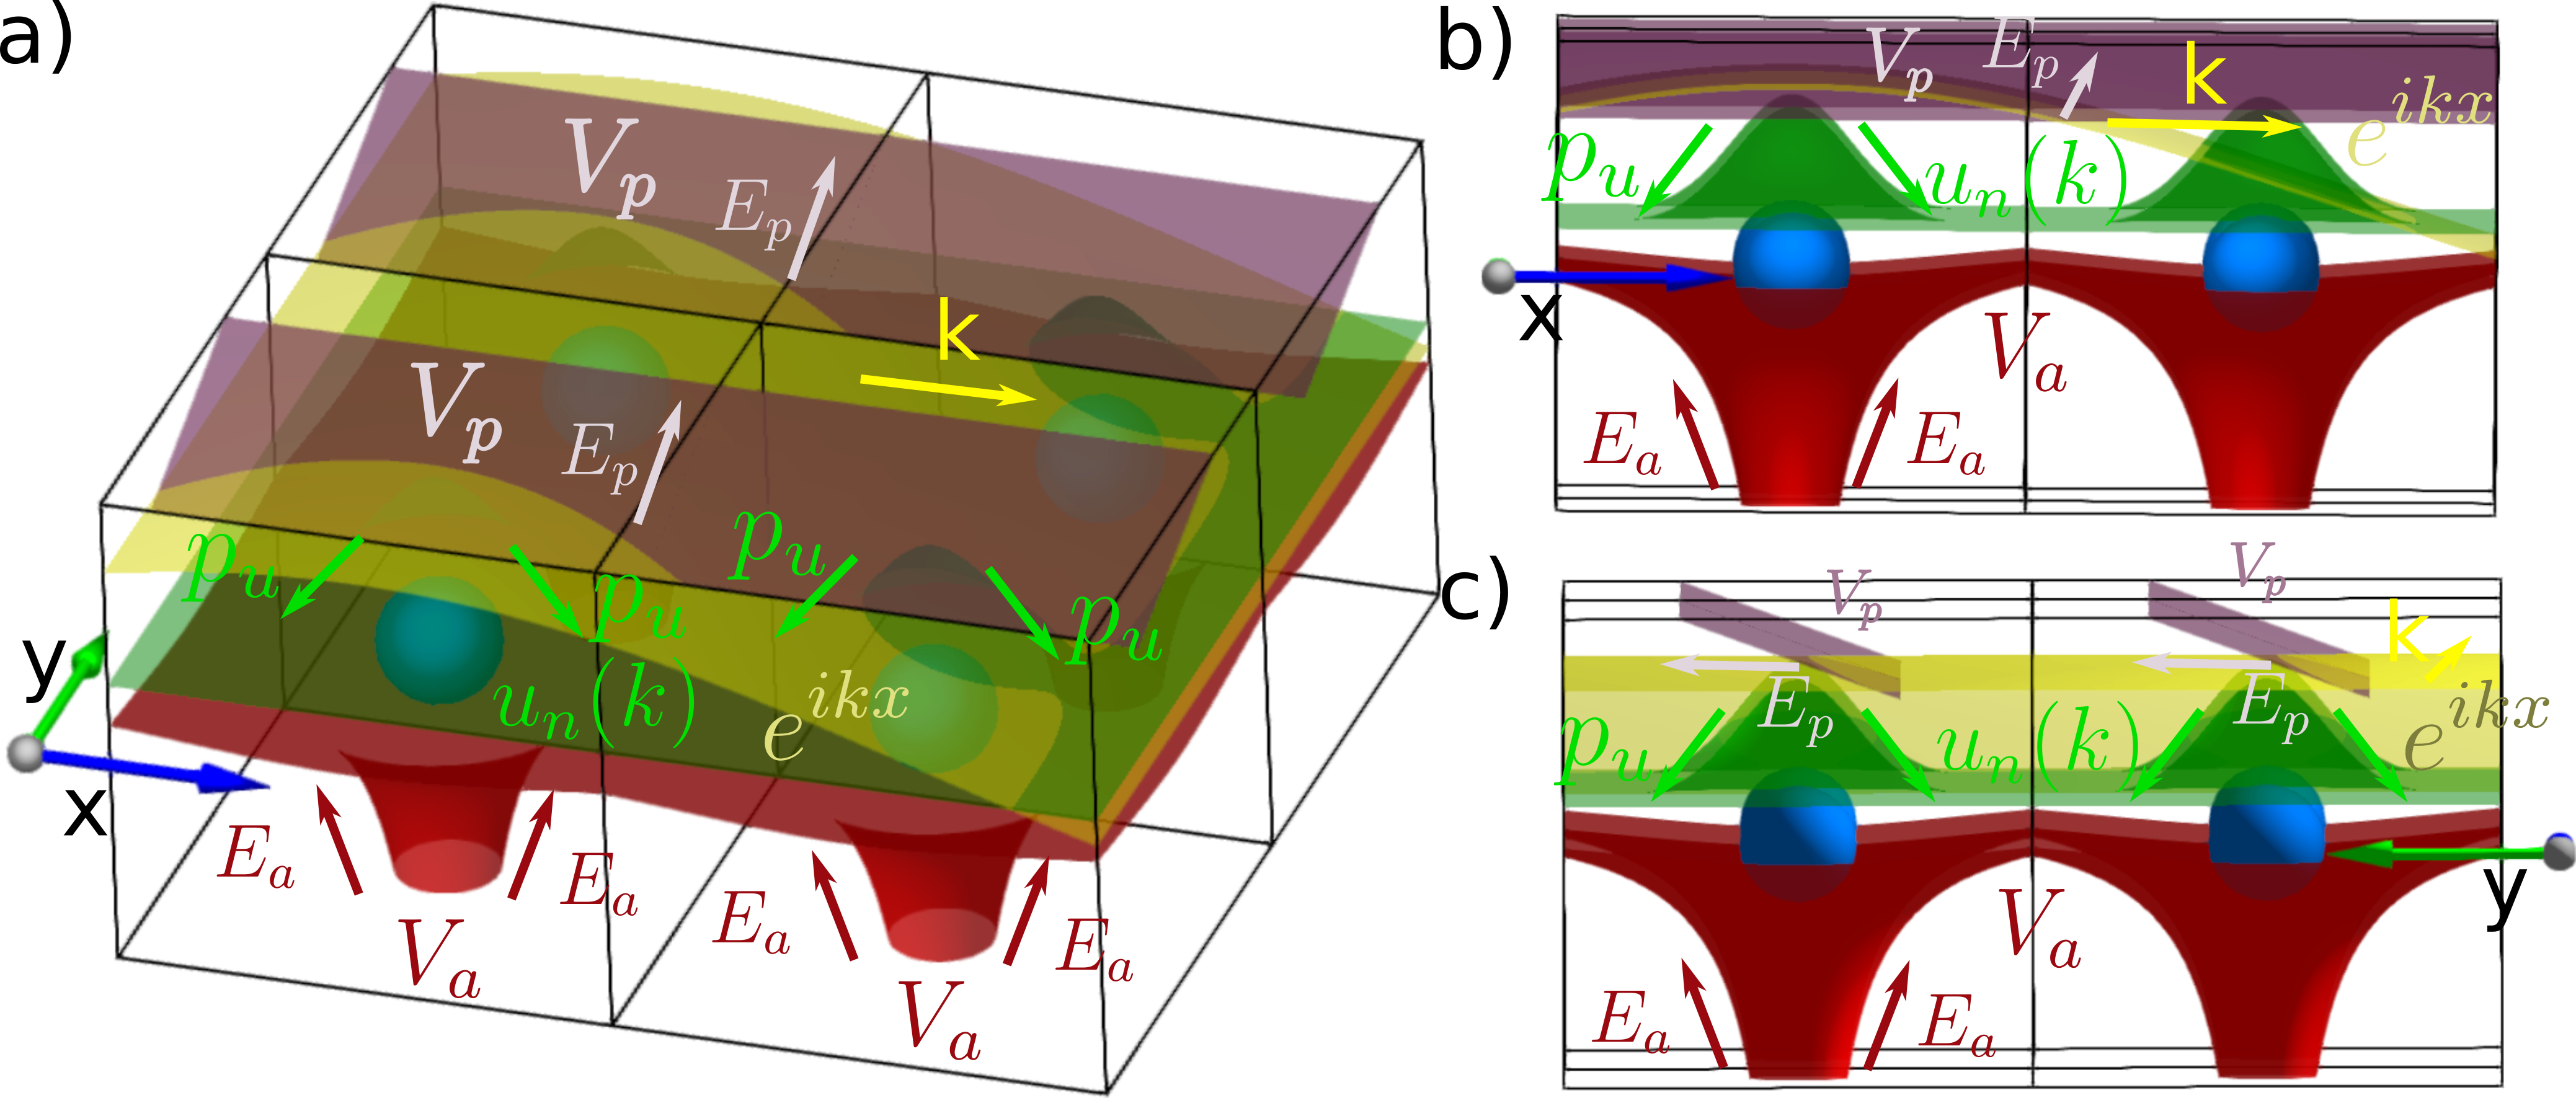 a)
V_p
E_p
k
V_p
E_p
p_u
p_u
p_u
p_u
u_n(k)
e^{ikx}
y
x
E_a
E_a
E_a
E_a
V_a
V_a
b)
V_p
E_p
k
e^{ikx}
p_u
u_n(k)
x
V_a
E_a
E_a
c)
V_p
V_p
k
E_p
E_p
p_u
u_n(k)
e^{ikx}
y
V_a
E_a
E_a